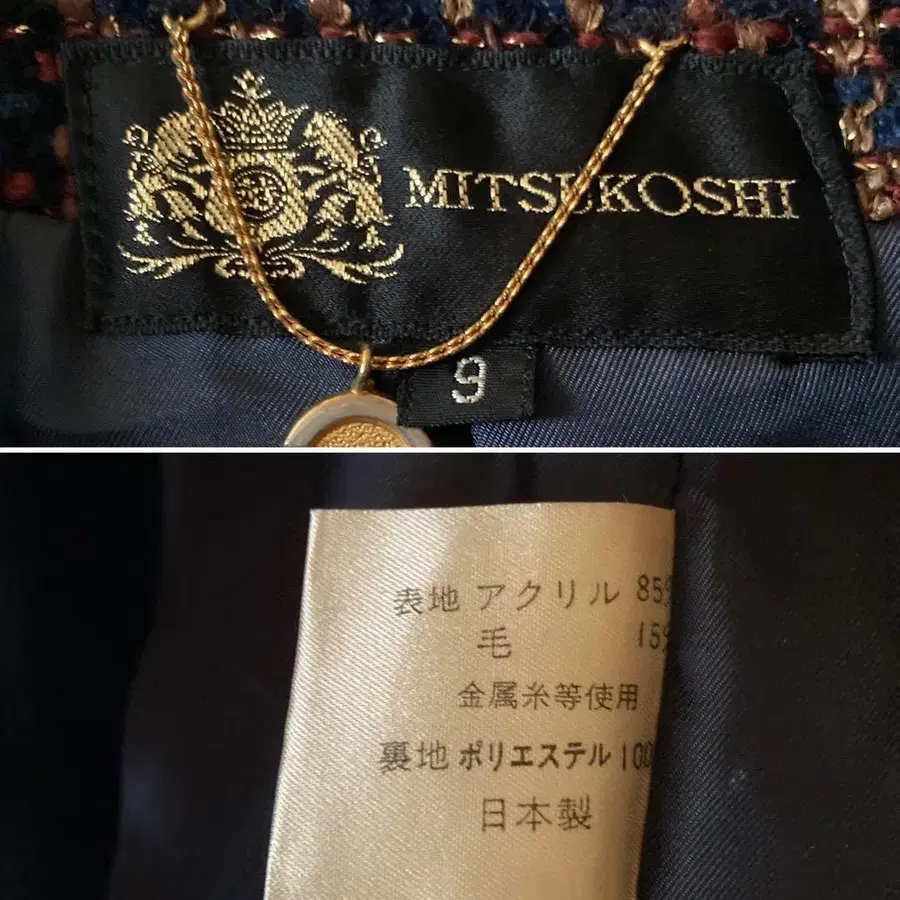 MITSUKOSHI
9
表地 アクリル 85%
毛 15%
金属糸等使用
裏地 ポリエステル 100
日本製